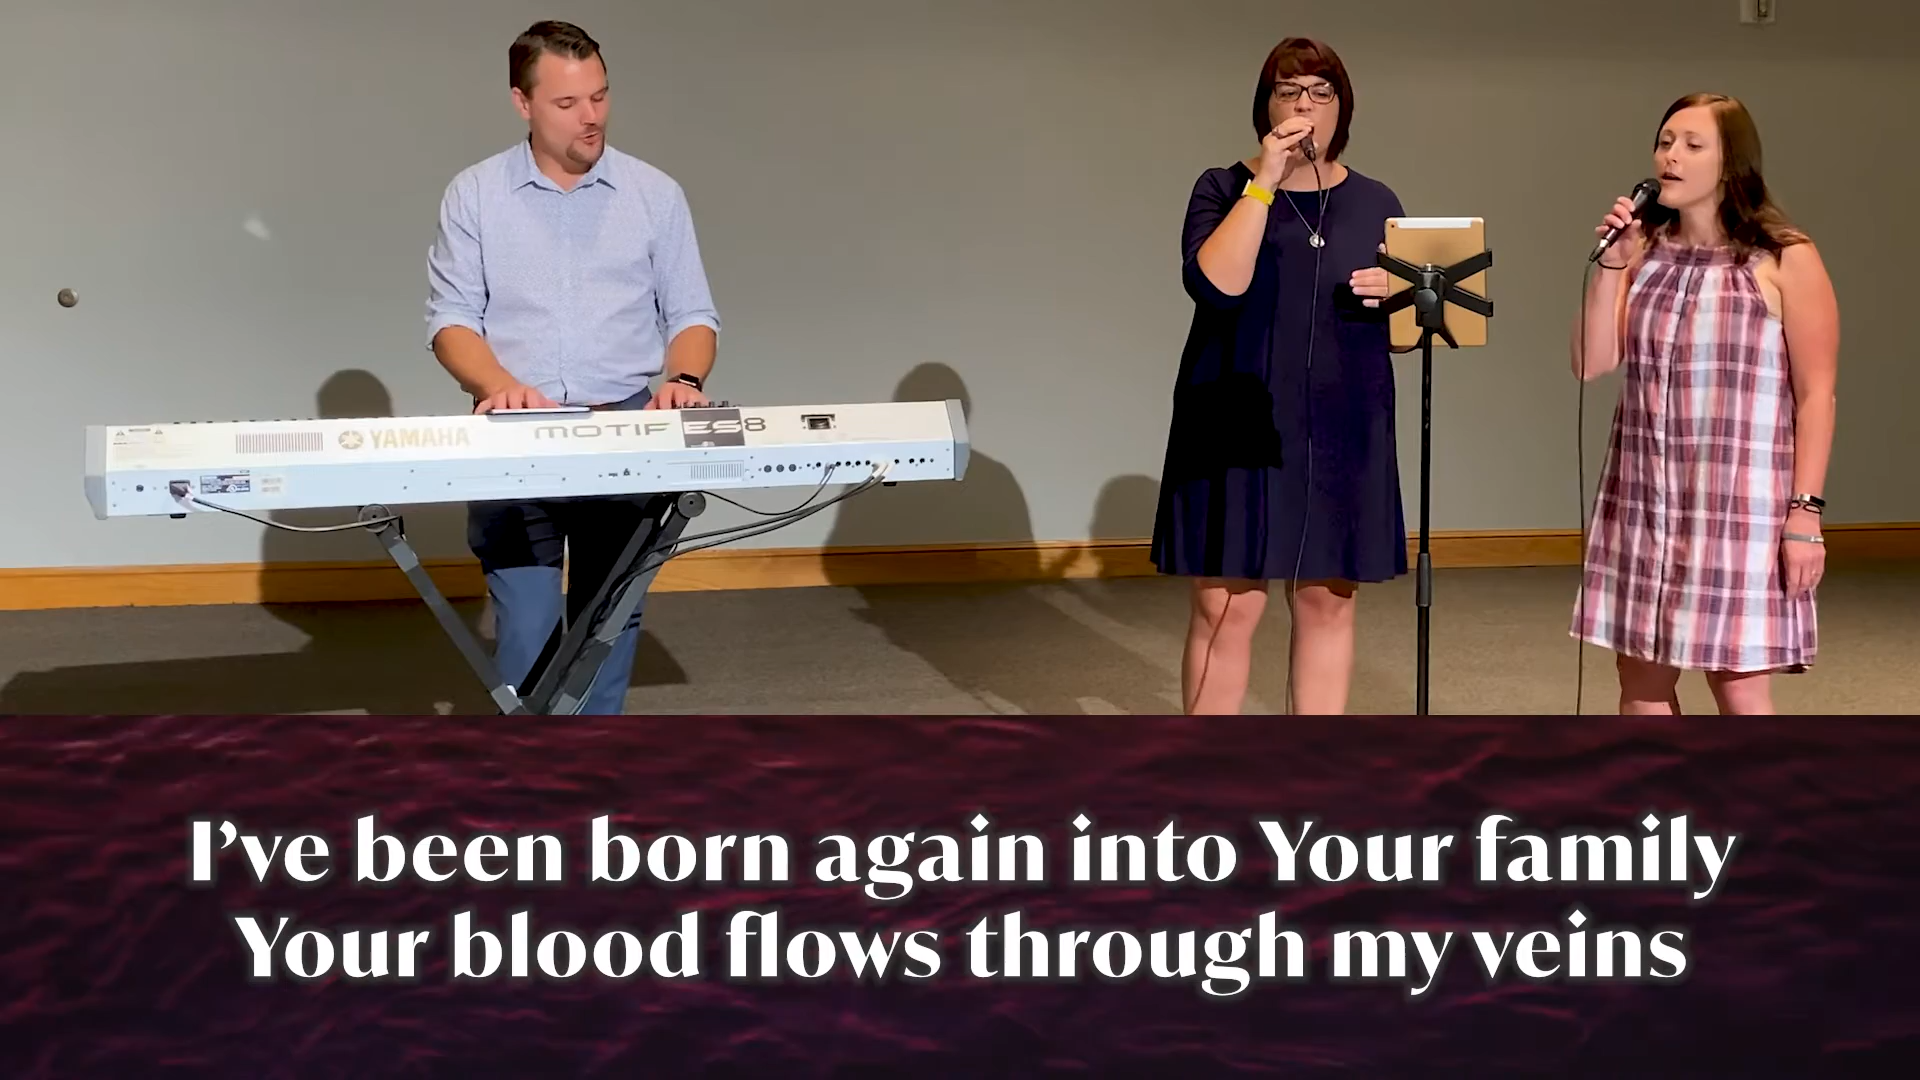 YAMAHA MOTIF ES8
I’ve been born again into Your family
Your blood flows through my veins